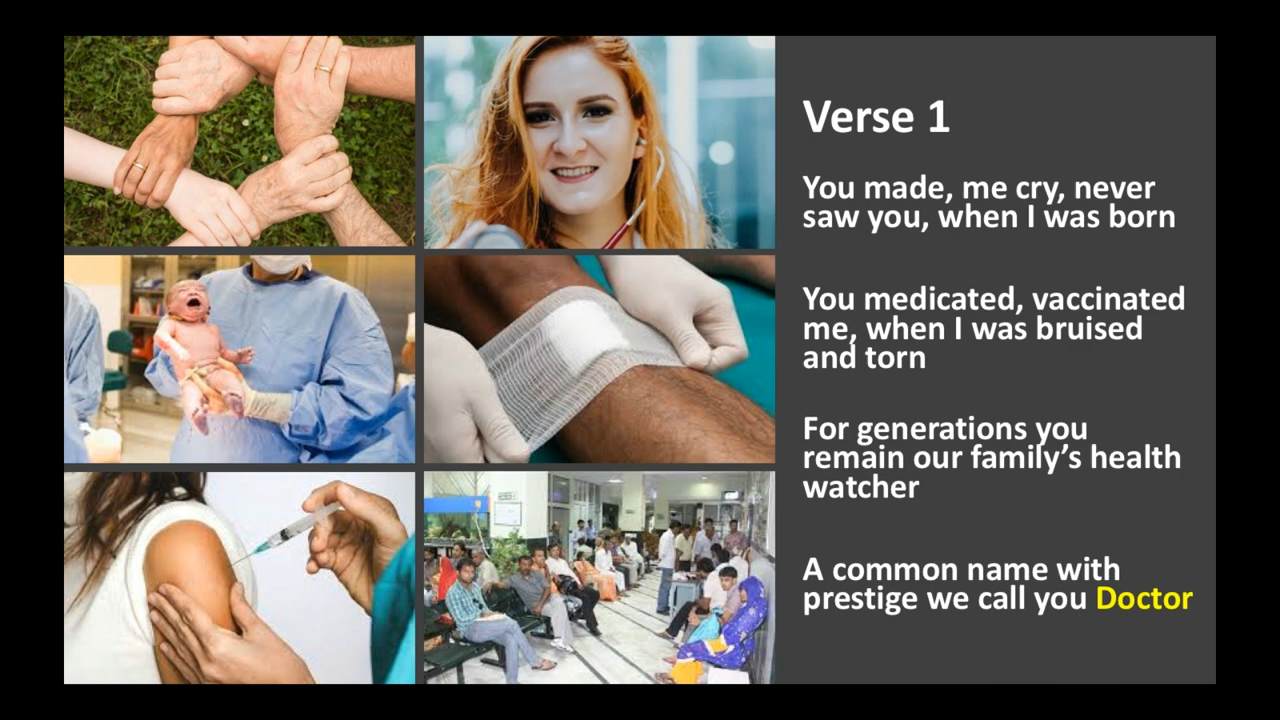 Verse 1
You made, me cry, never
saw you, when I was born
You medicated, vaccinated
me, when I was bruised
and torn
For generations you
remain our family’s health
watcher
A common name with
prestige we call you Doctor